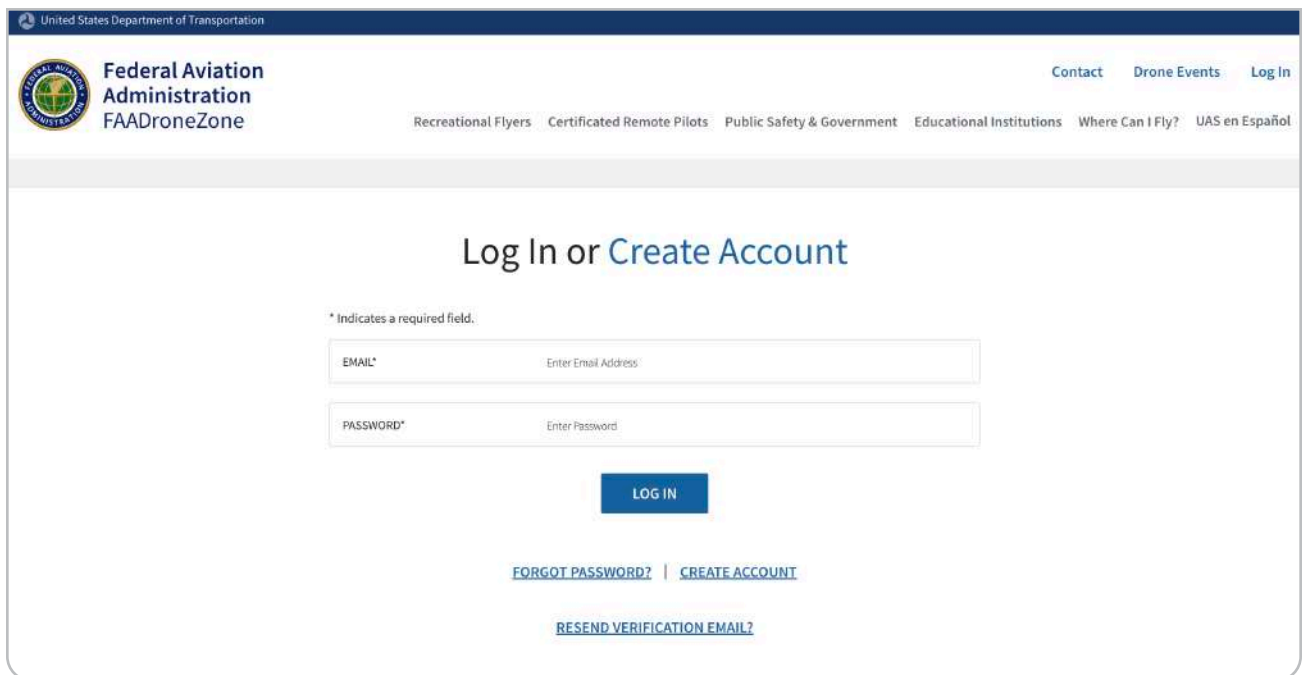 United States Department of Transportation
Federal Aviation
Administration
FAADroneZone
Contact Drone Events Log In
Recreational Flyers Certificated Remote Pilots Public Safety & Government Educational Institutions Where Can I Fly? UAS en Español
Log In or Create Account
* Indicates a required field.
EMAIL* Enter Email Address
PASSWORD* Enter Password
LOG IN
FORGOT PASSWORD? | CREATE ACCOUNT
RESEND VERIFICATION EMAIL?